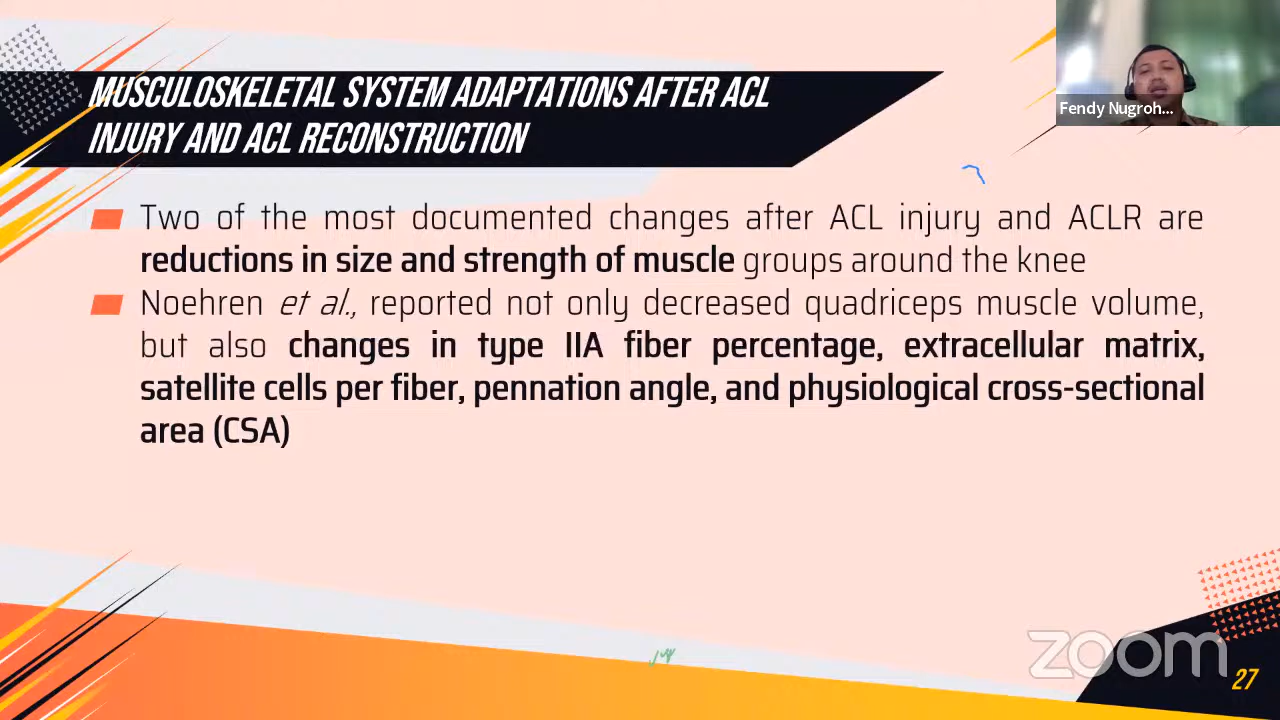 MUSCULOSKELETAL SYSTEM ADAPTATIONS AFTER ACL
INJURY AND ACL RECONSTRUCTION
Fendy Nugroh...
Two of the most documented changes after ACL injury and ACLR are
reductions in size and strength of muscle groups around the knee
Noehren et al., reported not only decreased quadriceps muscle volume,
but also changes in type IIA fiber percentage, extracellular matrix,
satellite cells per fiber, pennation angle, and physiological cross-sectional
area (CSA)
zoom
27